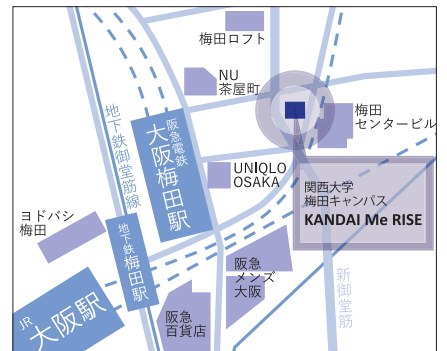 梅田ロフト
NU
茶屋町
地下鉄御堂筋線
阪急電鉄
大阪梅田駅
梅田
センタービル
UNIQLO
OSAKA
関西大学
梅田キャンパス
KANDAI Me RISE
ヨドバシ
梅田
地下鉄梅田駅
阪急
メンズ
大阪
新御堂筋
JR
大阪駅
阪急
百貨店